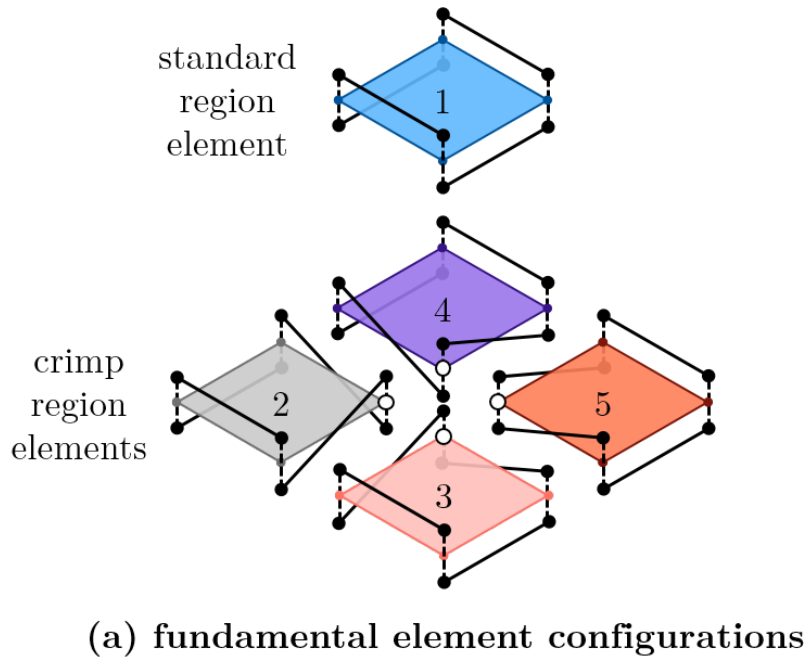 standard
region
element
1
4
crimp
region
elements
2
5
3
(a) fundamental element configurations